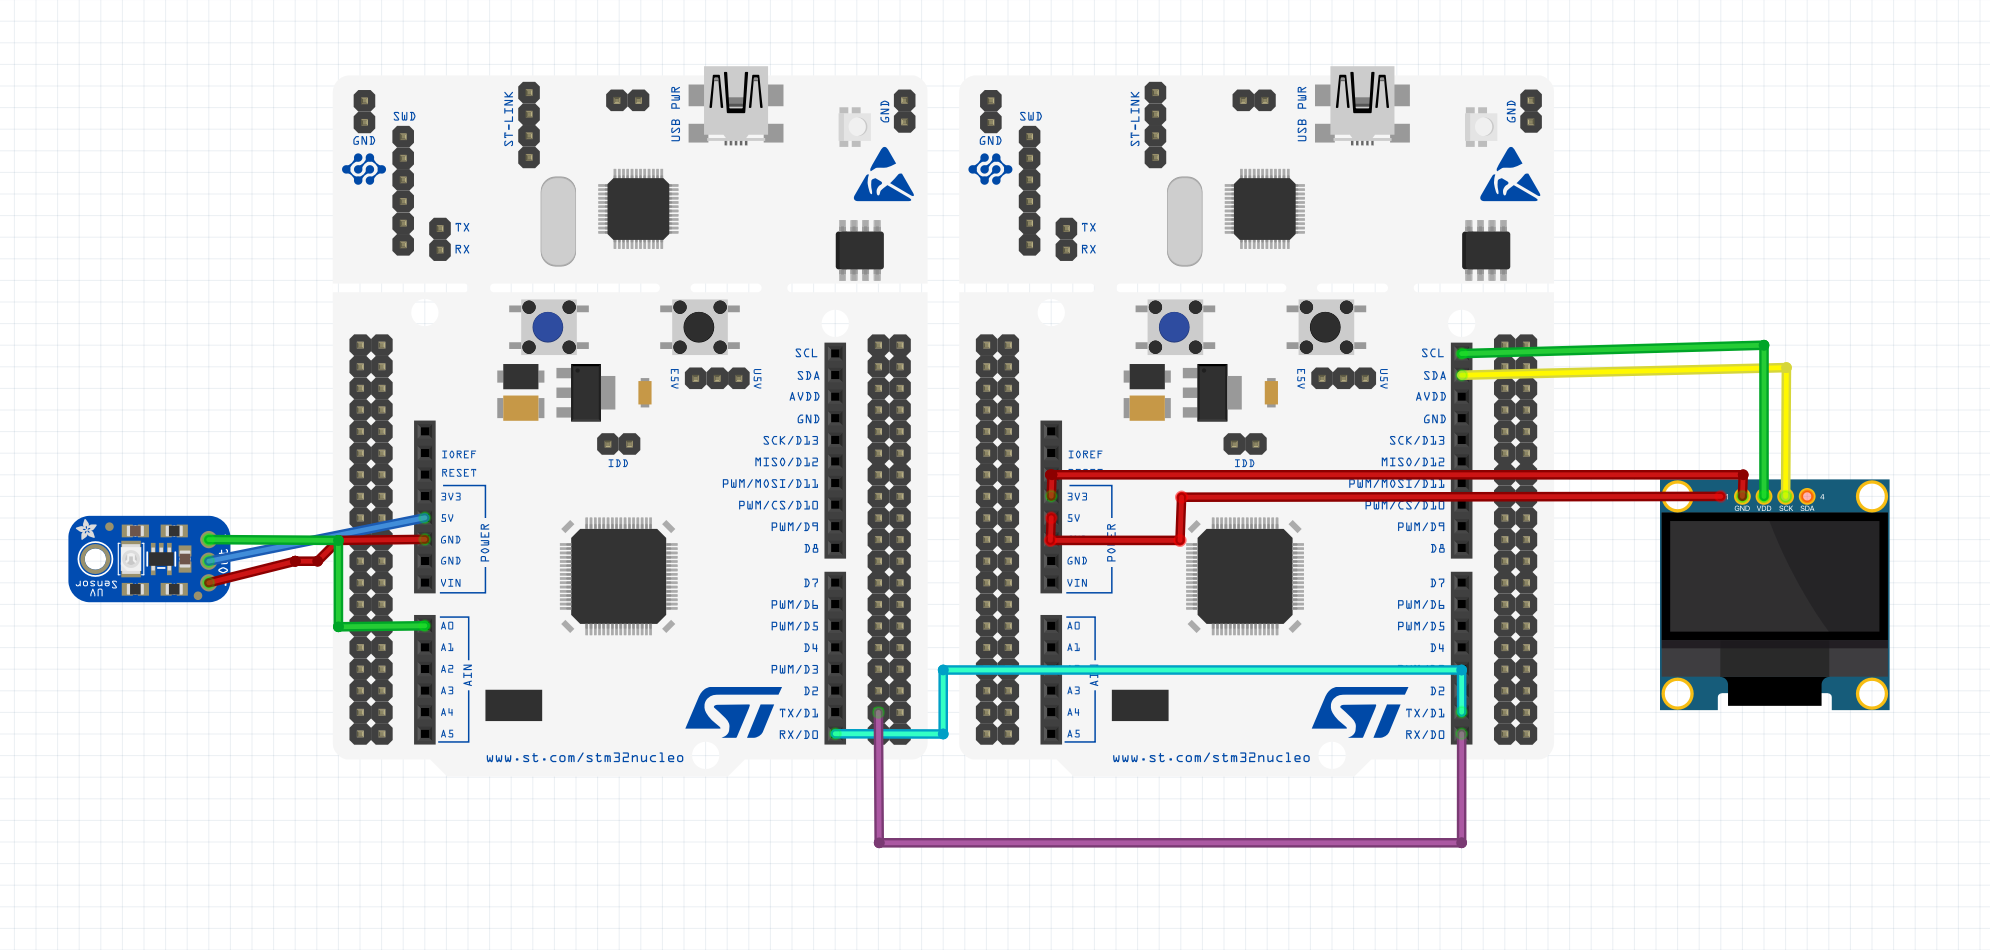 SWD
GND
ST-LINK
USB PWR
GND
TX
RX
E5V
U5V
IDD
IOREF
RESET
3V3
5V
GND
GND
VIN
POWER
A0
A1
A2
A3
A4
A5
AIN
SCL
SDA
AVDD
GND
SCK/D13
MISO/D12
PWM/MOSI/D11
PWM/CS/D10
PWM/D9
D8
D7
PWM/D6
PWM/D5
D4
PWM/D3
D2
TX/D1
RX/D0
ST
www.st.com/stm32nucleo
UV
Sensor
SWD
GND
ST-LINK
USB PWR
GND
TX
RX
E5V
U5V
IDD
IOREF
3V3
5V
GND
VIN
POWER
A0
A1
A3
A4
A5
SCL
SDA
AVDD
GND
SCK/D13
MISO/D12
PWM/MOSI/D11
PWM/CS/D10
PWM/D9
D8
D7
PWM/D6
PWM/D5
D4
D2
TX/D1
RX/D0
ST
www.st.com/stm32nucleo
1
4
GND VDD SCK SDA